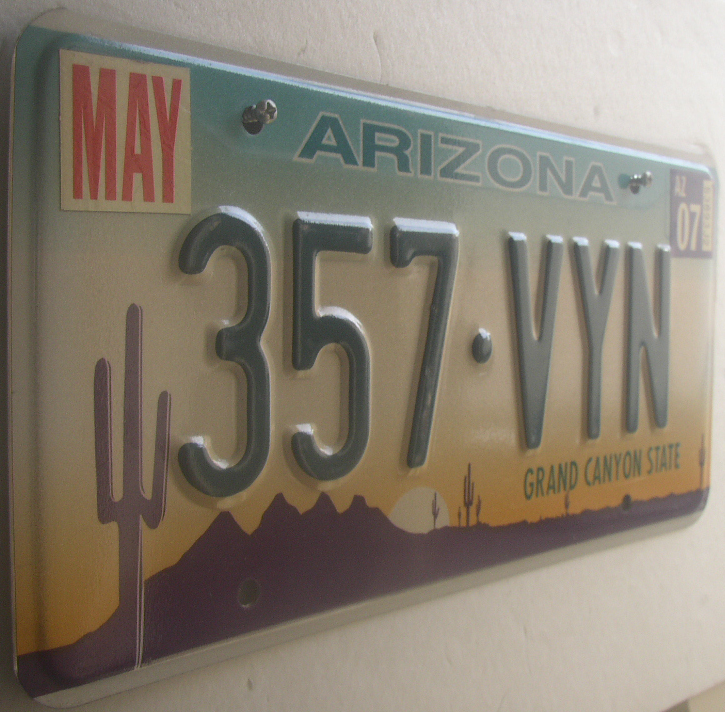 MAY
ARIZONA
AZ
07
357·VYN
GRAND CANYON STATE